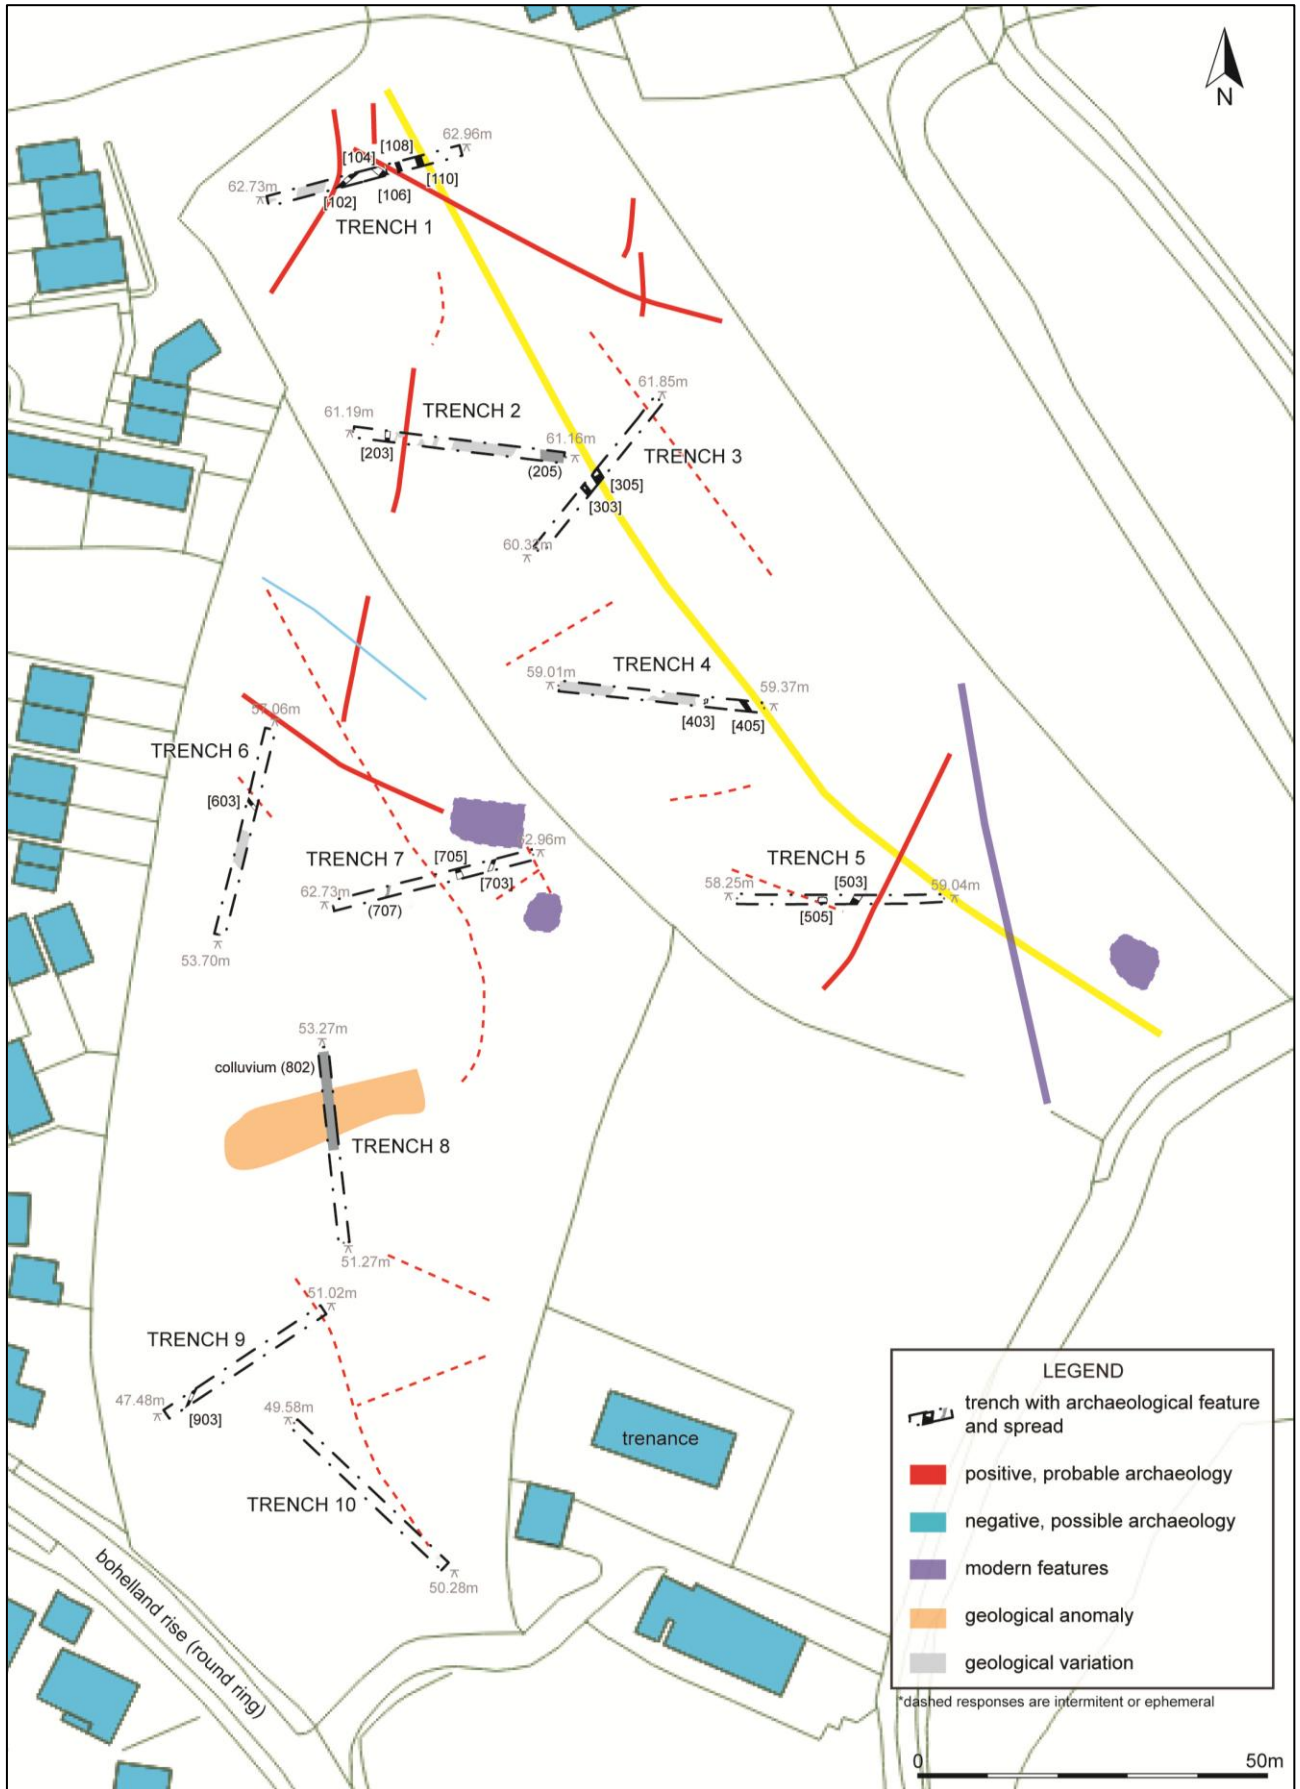 N
62.96m
[108]
[104]
[110]
62.73m
[106]
[102]
TRENCH 1
61.85m
61.19m
TRENCH 2
61.16m
[203]
(205)
TRENCH 3
[305]
[303]
TRENCH 4
59.01m
59.37m
[403]
[405]
57.06m
TRENCH 6
[603]
53.70m
TRENCH 7
[705]
[703]
62.73m
(707)
TRENCH 5
58.25m
[503]
59.04m
[505]
53.27m
colluvium (802)
TRENCH 8
51.27m
51.02m
TRENCH 9
47.48m
[903]
49.58m
TRENCH 10
50.28m
trenance
bohelland rise (round ring)
LEGEND
trench with archaeological feature
and spread
positive, probable archaeology
negative, possible archaeology
modern features
geological anomaly
geological variation
*dashed responses are intermitent or ephemeral
0
50m